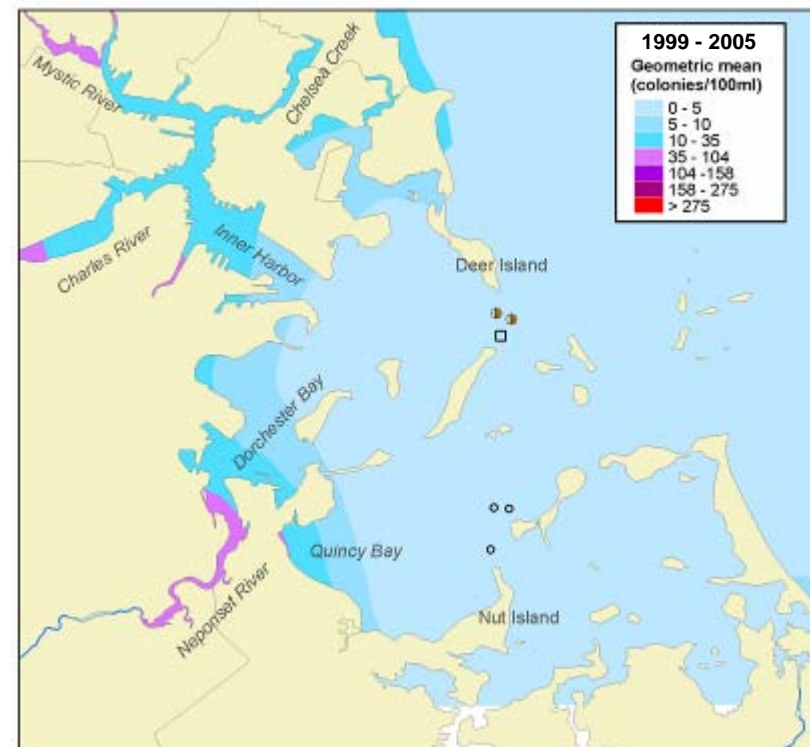 1999 - 2005
Geometric mean
(colonies/100ml)
0 - 5
5 - 10
10 - 35
35 - 104
104 -158
158 - 275
> 275
Mystic River
Chelsea Creek
Charles River
Inner Harbor
Deer Island
Dorchester Bay
Quincy Bay
Neponset River
Nut Island